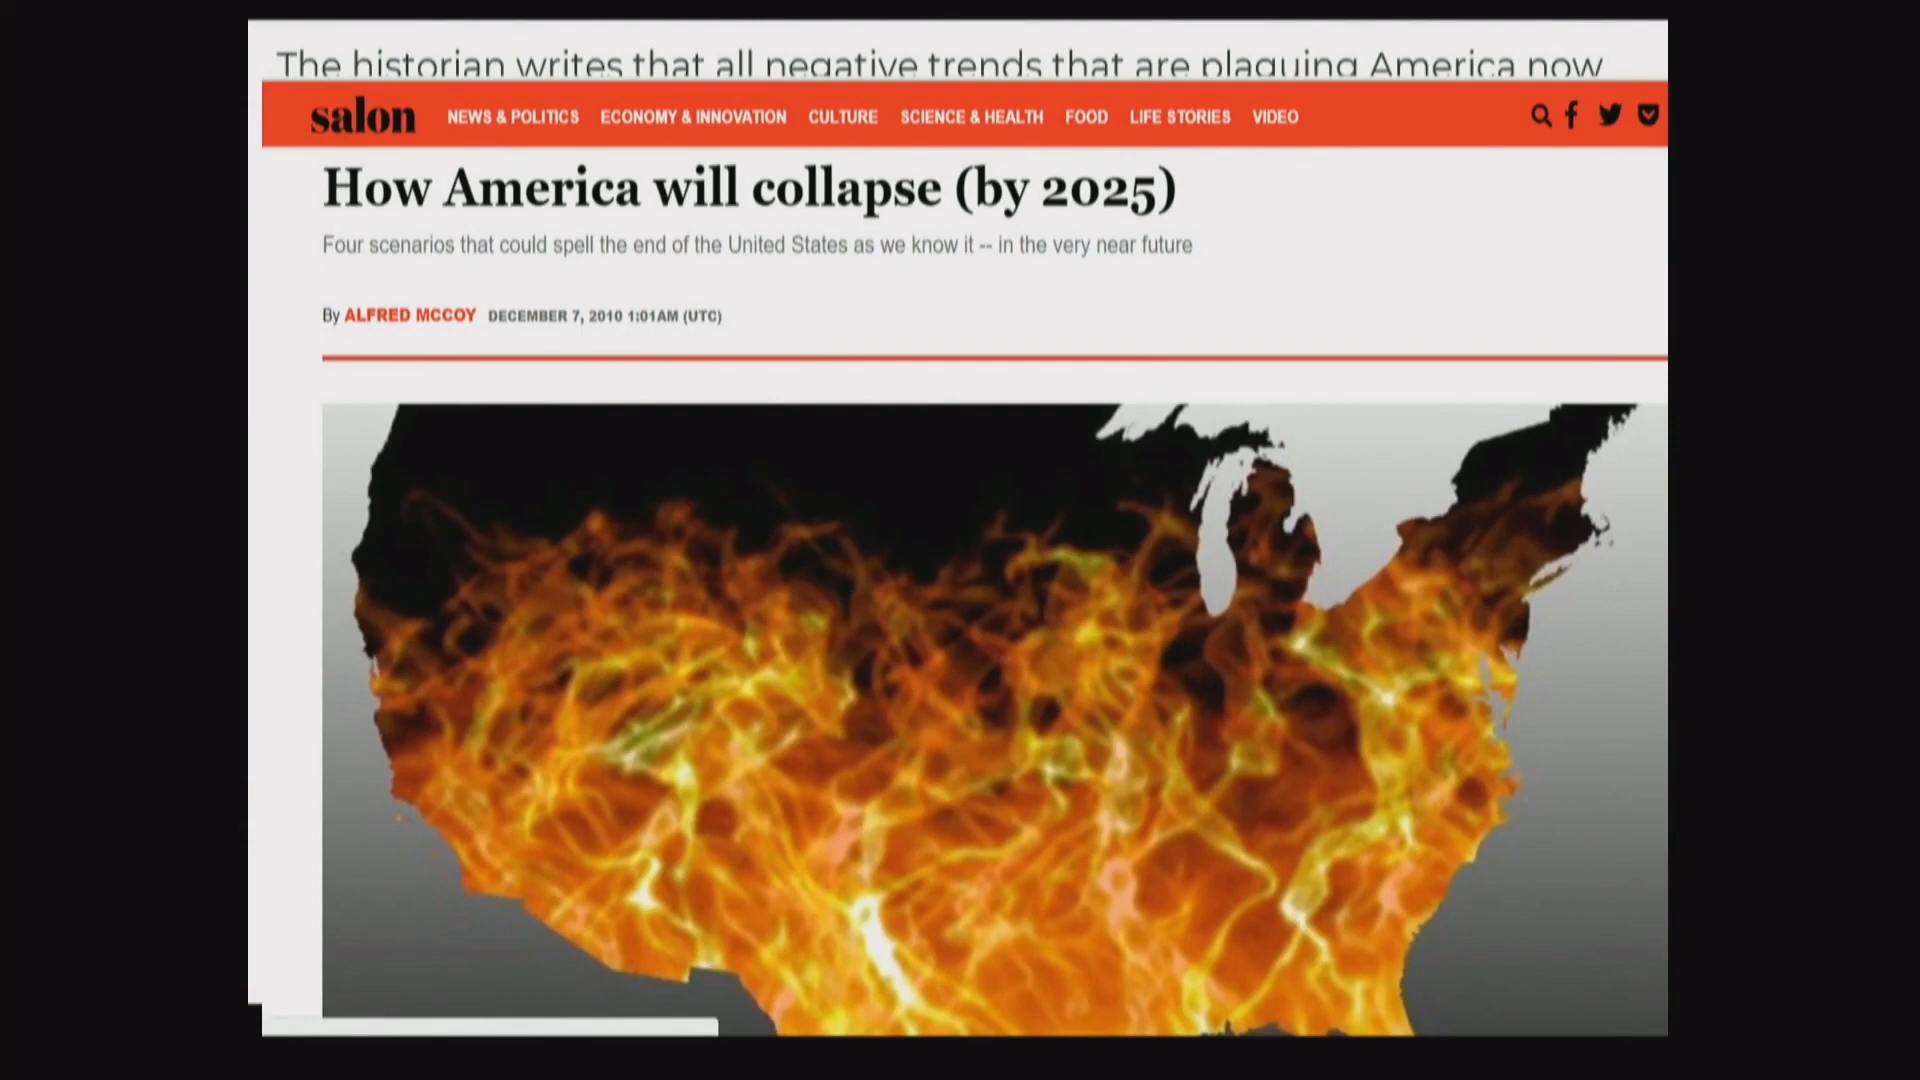 The historian writes that all negative trends that are plaguing America now
salon NEWS & POLITICS ECONOMY & INNOVATION CULTURE SCIENCE & HEALTH FOOD LIFE STORIES VIDEO
How America will collapse (by 2025)
Four scenarios that could spell the end of the United States as we know it -- in the very near future
By ALFRED MCCOY DECEMBER 7, 2010 1:01AM (UTC)